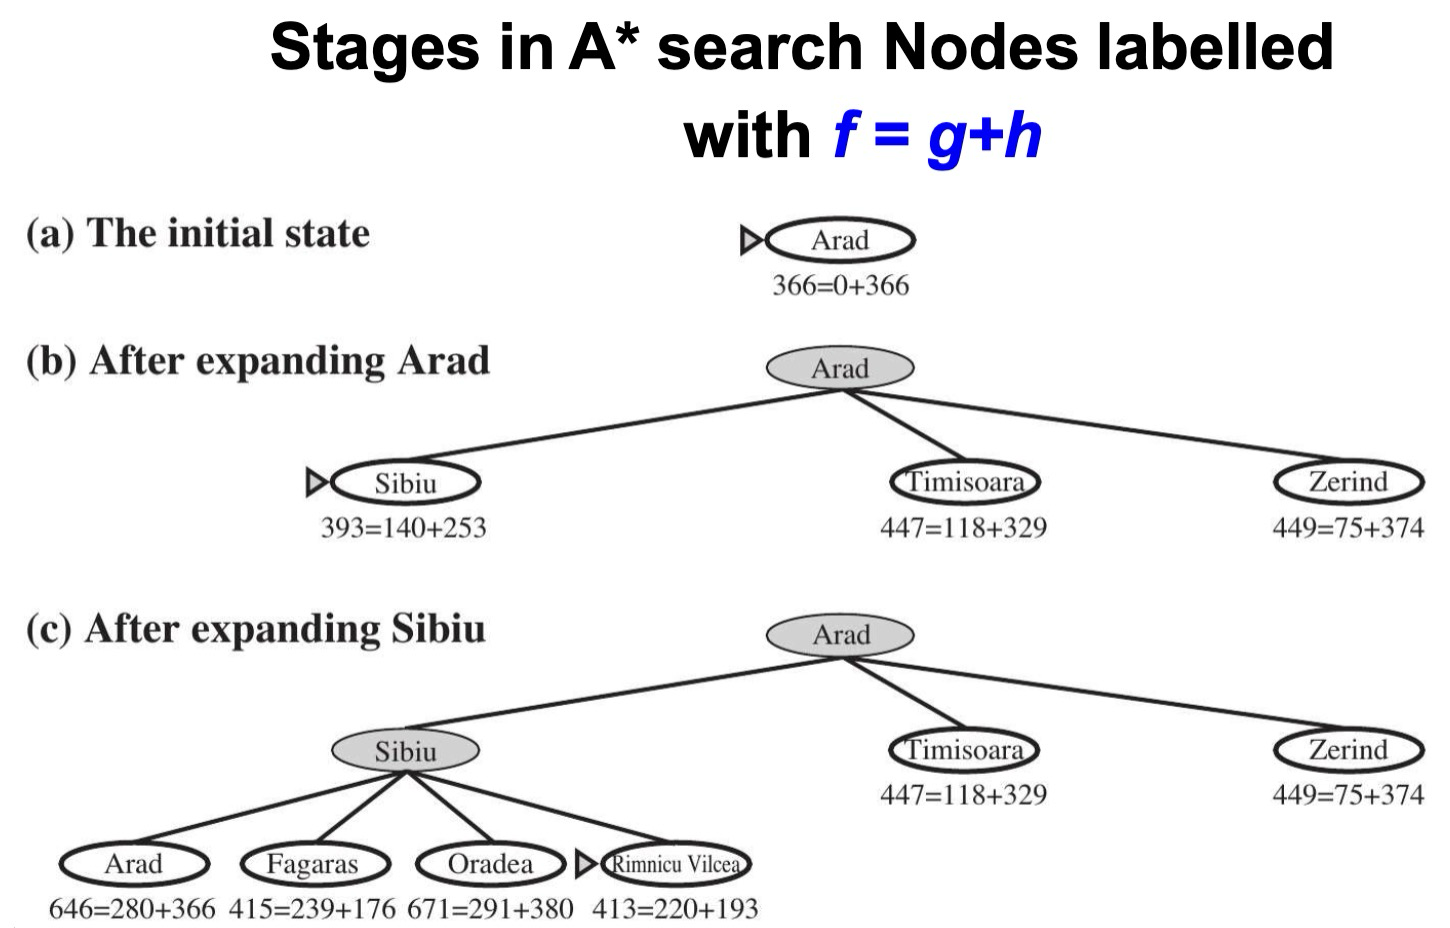 Stages in A* search Nodes labelled
with f = g+h
(a) The initial state
Arad
366=0+366
(b) After expanding Arad
Arad
Sibiu
Timisoara
Zerind
393=140+253
447=118+329
449=75+374
(c) After expanding Sibiu
Arad
Sibiu
Timisoara
Zerind
447=118+329
449=75+374
Arad
Fagaras
Oradea
Rimnicu Vilcea
646=280+366
415=239+176
671=291+380
413=220+193